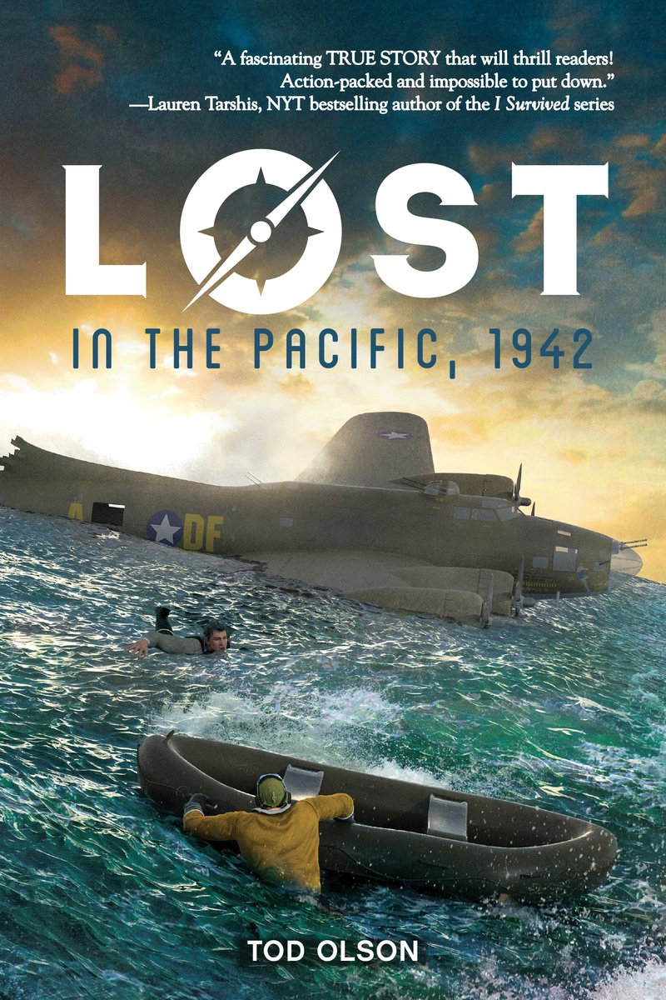 “A fascinating TRUE STORY that will thrill readers!
Action-packed and impossible to put down.”
—Lauren Tarshis, NYT bestselling author of the I Survived series
LOST
IN THE PACIFIC, 1942
A
DF
TOD OLSON